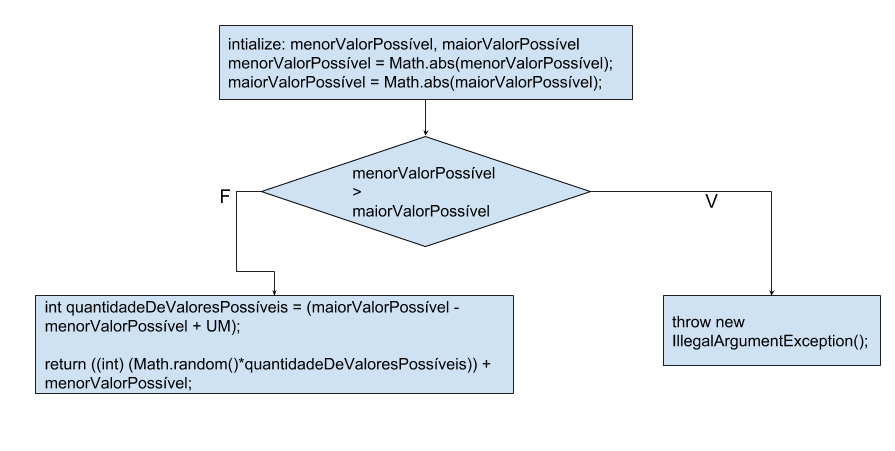 intialize: menorValorPossível, maiorValorPossível
menorValorPossível = Math.abs(menorValorPossível);
maiorValorPossível = Math.abs(maiorValorPossível);
menorValorPossível
>
maiorValorPossível
F
V
int quantidadeDeValoresPossíveis = (maiorValorPossível -
menorValorPossível + UM);
return ((int) (Math.random()*quantidadeDeValoresPossíveis)) +
menorValorPossível;
throw new
IllegalArgumentException();